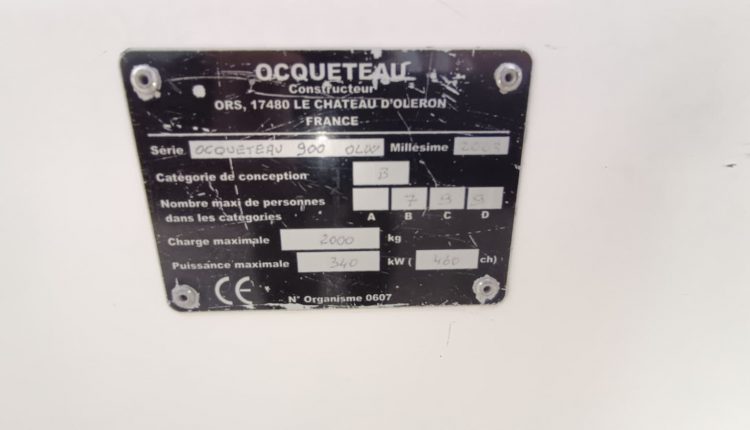 OCQUETEAU
Constructeur
ORS, 17480 LE CHATEAU D'OLERON
FRANCE
Série OCQUETEAU 900 Millésime
Catégorie de conception B
Nombre maxi de personnes 7 9 9
dans les catégories A B C D
Charge maximale 2000 kg
Puissance maximale 340 kW ( 460 ch)
CE N° Organisme 0607